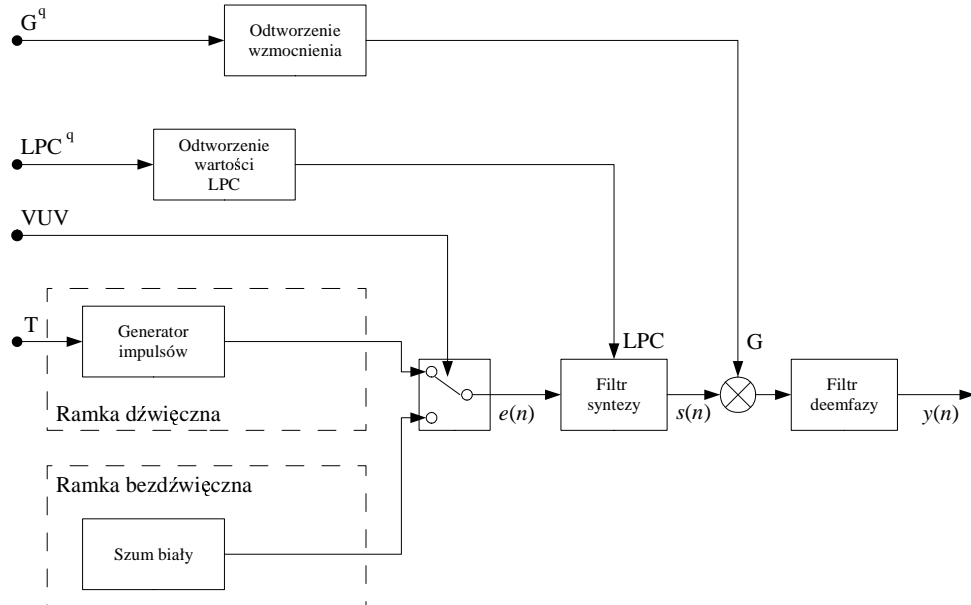 G q
Odtworzenie
wzmocnienia
LPC q
Odtworzenie
wartości
LPC
VUV
T
Generator
impulsów
Ramka dźwięczna
Ramka bezdźwięczna
Szum biały
e(n)
LPC
Filtr
syntezy
s(n)
G
Filtr
deemfazy
y(n)